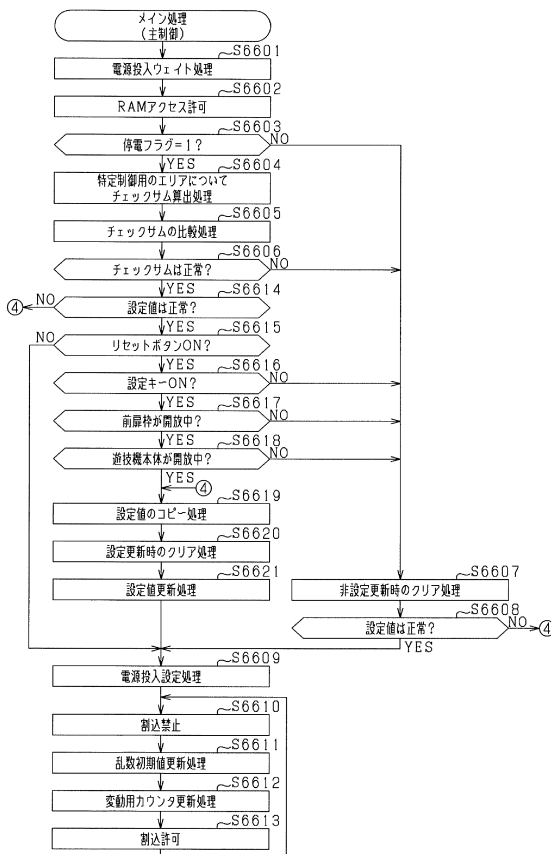 メイン処理
(主制御)
S6601
電源投入ウェイト処理
S6602
RAMアクセス許可
S6603
停電フラグ=1?
NO
YES
S6604
特定制御用のエリアについて
チェックサム算出処理
S6605
チェックサムの比較処理
S6606
チェックサムは正常?
NO
YES
S6614
④
NO
設定値は正常?
YES
S6615
NO
リセットボタンON?
YES
S6616
設定キーON?
NO
YES
S6617
前扉枠が開放中?
NO
YES
S6618
遊技機本体が開放中?
NO
YES
④
S6619
設定値のコピー処理
S6620
設定更新時のクリア処理
S6621
設定値更新処理
S6607
非設定更新時のクリア処理
S6608
設定値は正常?
NO
④
YES
S6609
電源投入設定処理
S6610
割込禁止
S6611
乱数初期値更新処理
S6612
変動用カウンタ更新処理
S6613
割込許可